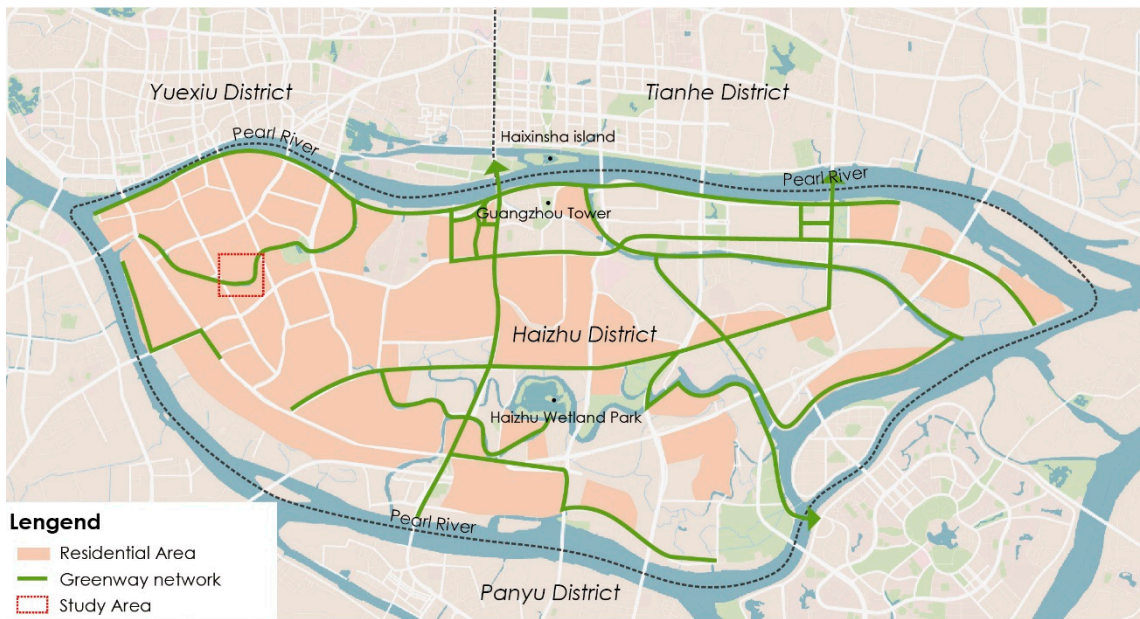 Yuexiu District
Tianhe District
Pearl River
Haixinsha island
Pearl River
Guangzhou Tower
Haizhu District
Haizhu Wetland Park
Pearl River
Panyu District
Lengend
Residential Area
Greenway network
Study Area